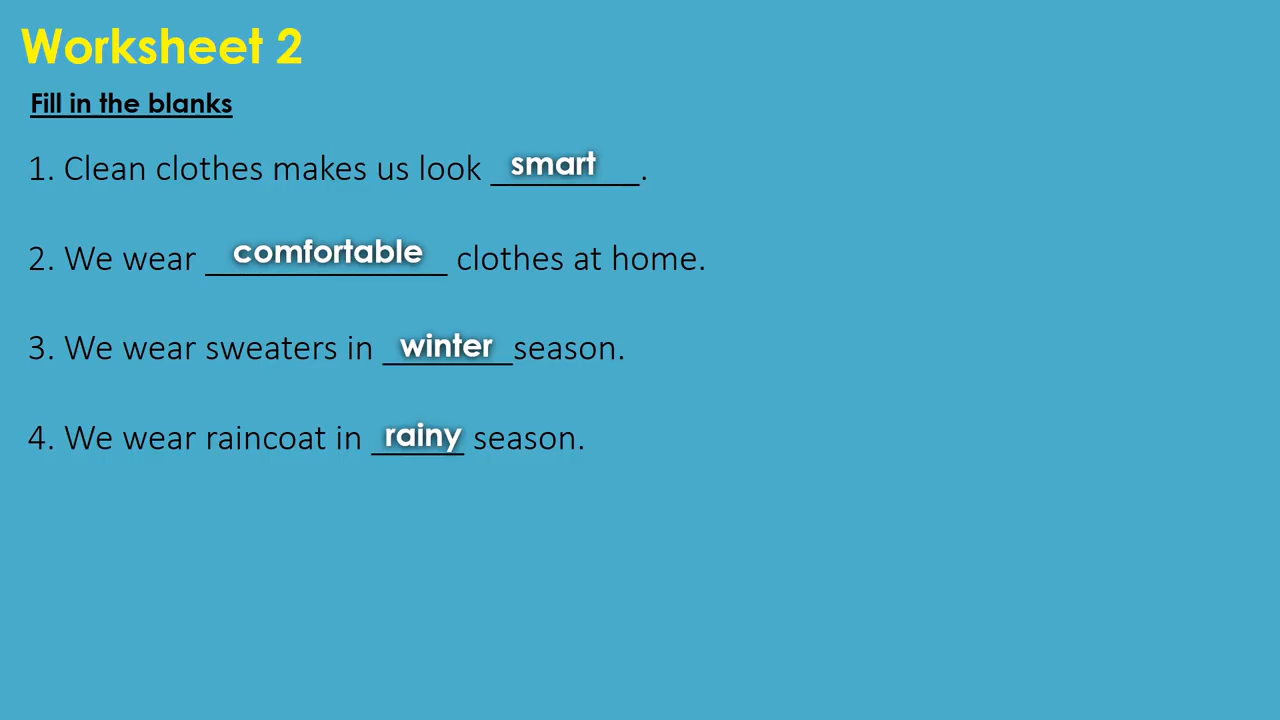 Worksheet 2
Fill in the blanks
1. Clean clothes makes us look smart.
2. We wear comfortable clothes at home.
3. We wear sweaters in winter season.
4. We wear raincoat in rainy season.